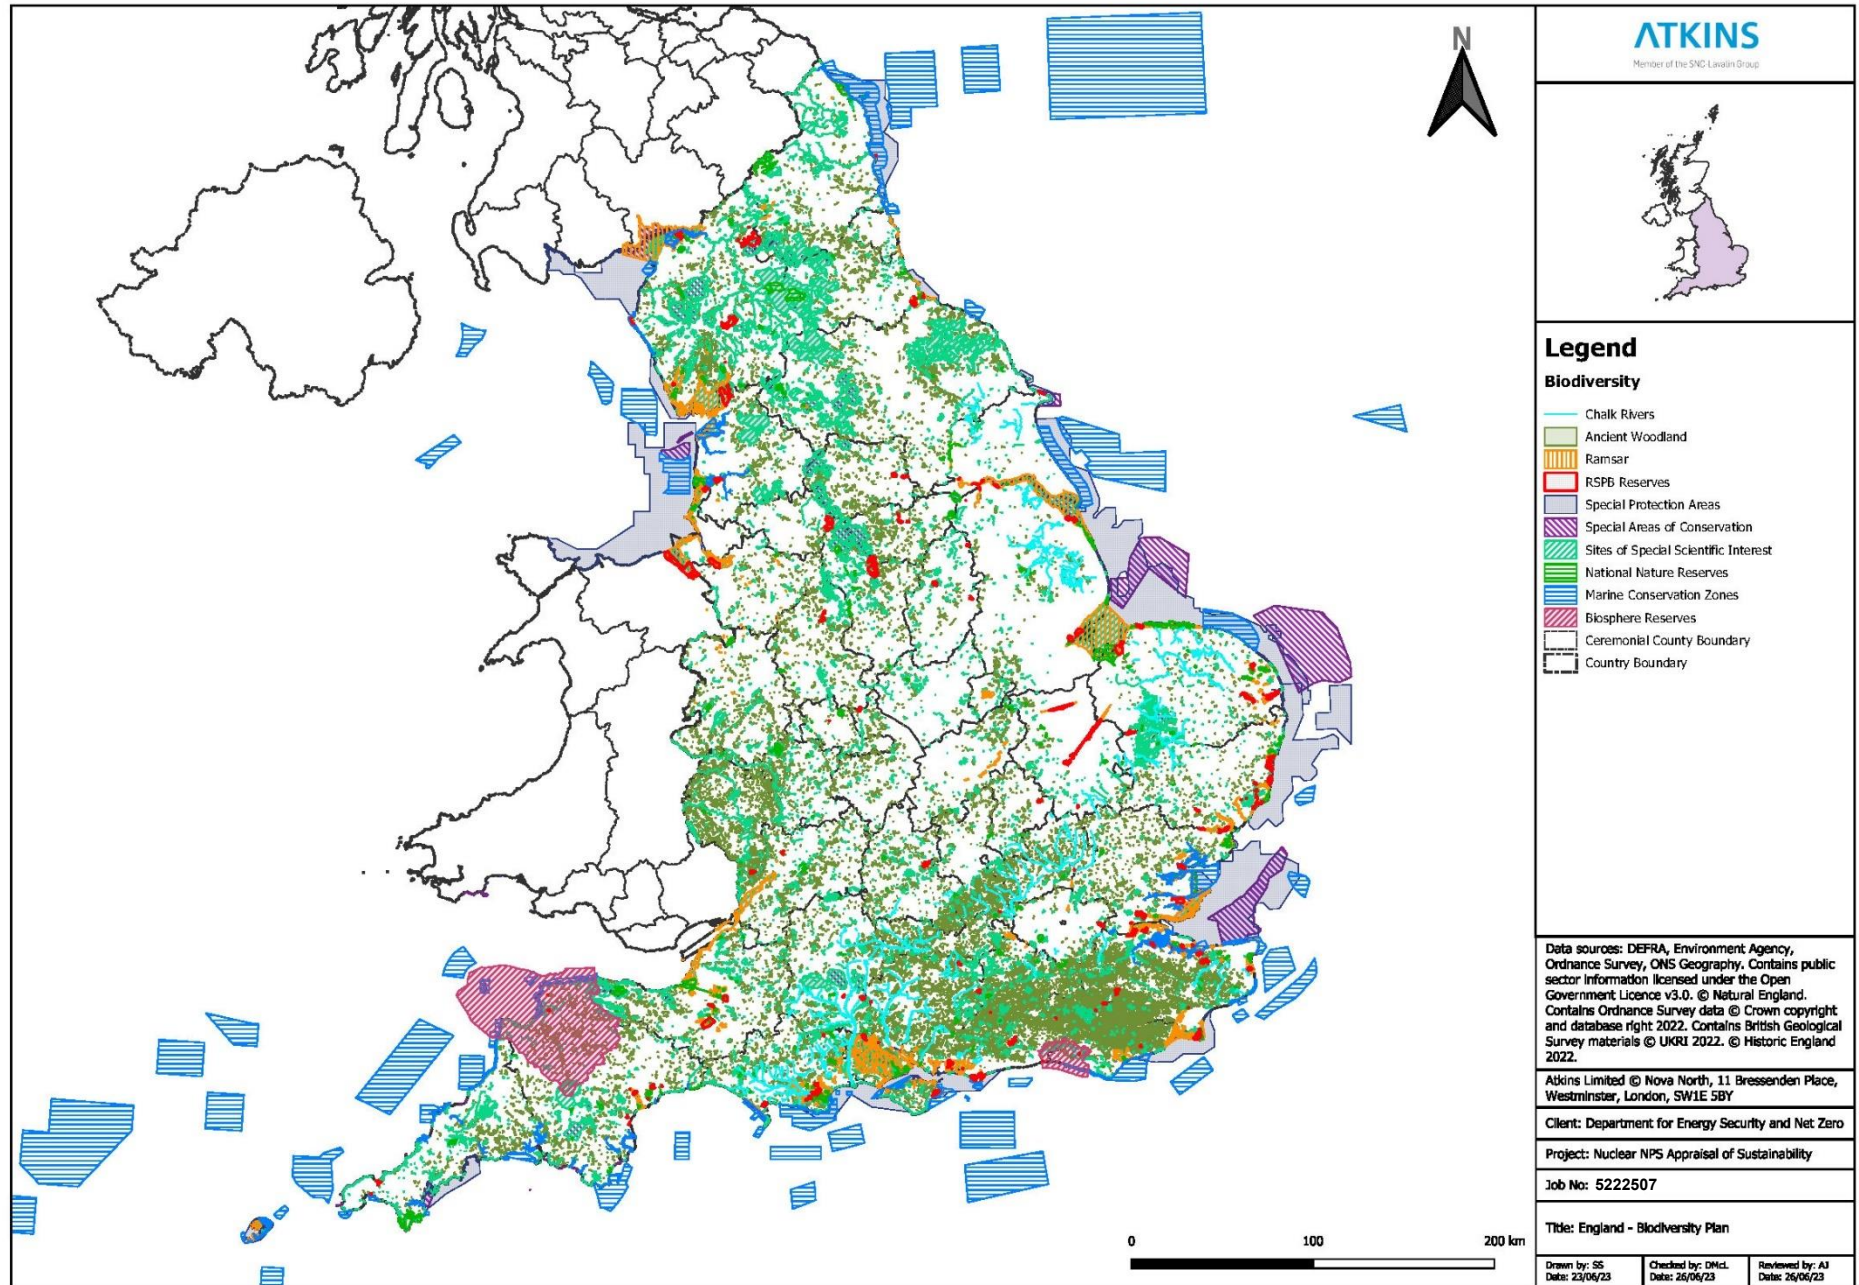 N
0 100 200 km
ATKINS
Member of the SNC-Lavalin Group
Legend
Biodiversity
Chalk Rivers
Ancient Woodland
Ramsar
RSPB Reserves
Special Protection Areas
Special Areas of Conservation
Sites of Special Scientific Interest
National Nature Reserves
Marine Conservation Zones
Biosphere Reserves
Ceremonial County Boundary
Country Boundary
Data sources: DEFRA, Environment Agency,
Ordnance Survey, ONS Geography. Contains public
sector information licensed under the Open
Government Licence v3.0. © Natural England.
Contains Ordnance Survey data © Crown copyright
and database right 2022. Contains British Geological
Survey materials © UKRI 2022. © Historic England
2022.
Atkins Limited © Nova North, 11 Bressenden Place,
Westminster, London, SW1E 5BY
Client: Department for Energy Security and Net Zero
Project: Nuclear NPS Appraisal of Sustainability
Job No: 5222507
Title: England - Biodiversity Plan
Drawn by: SS
Date: 23/06/23
Checked by: DMcL
Date: 26/06/23
Reviewed by: AJ
Date: 26/06/23